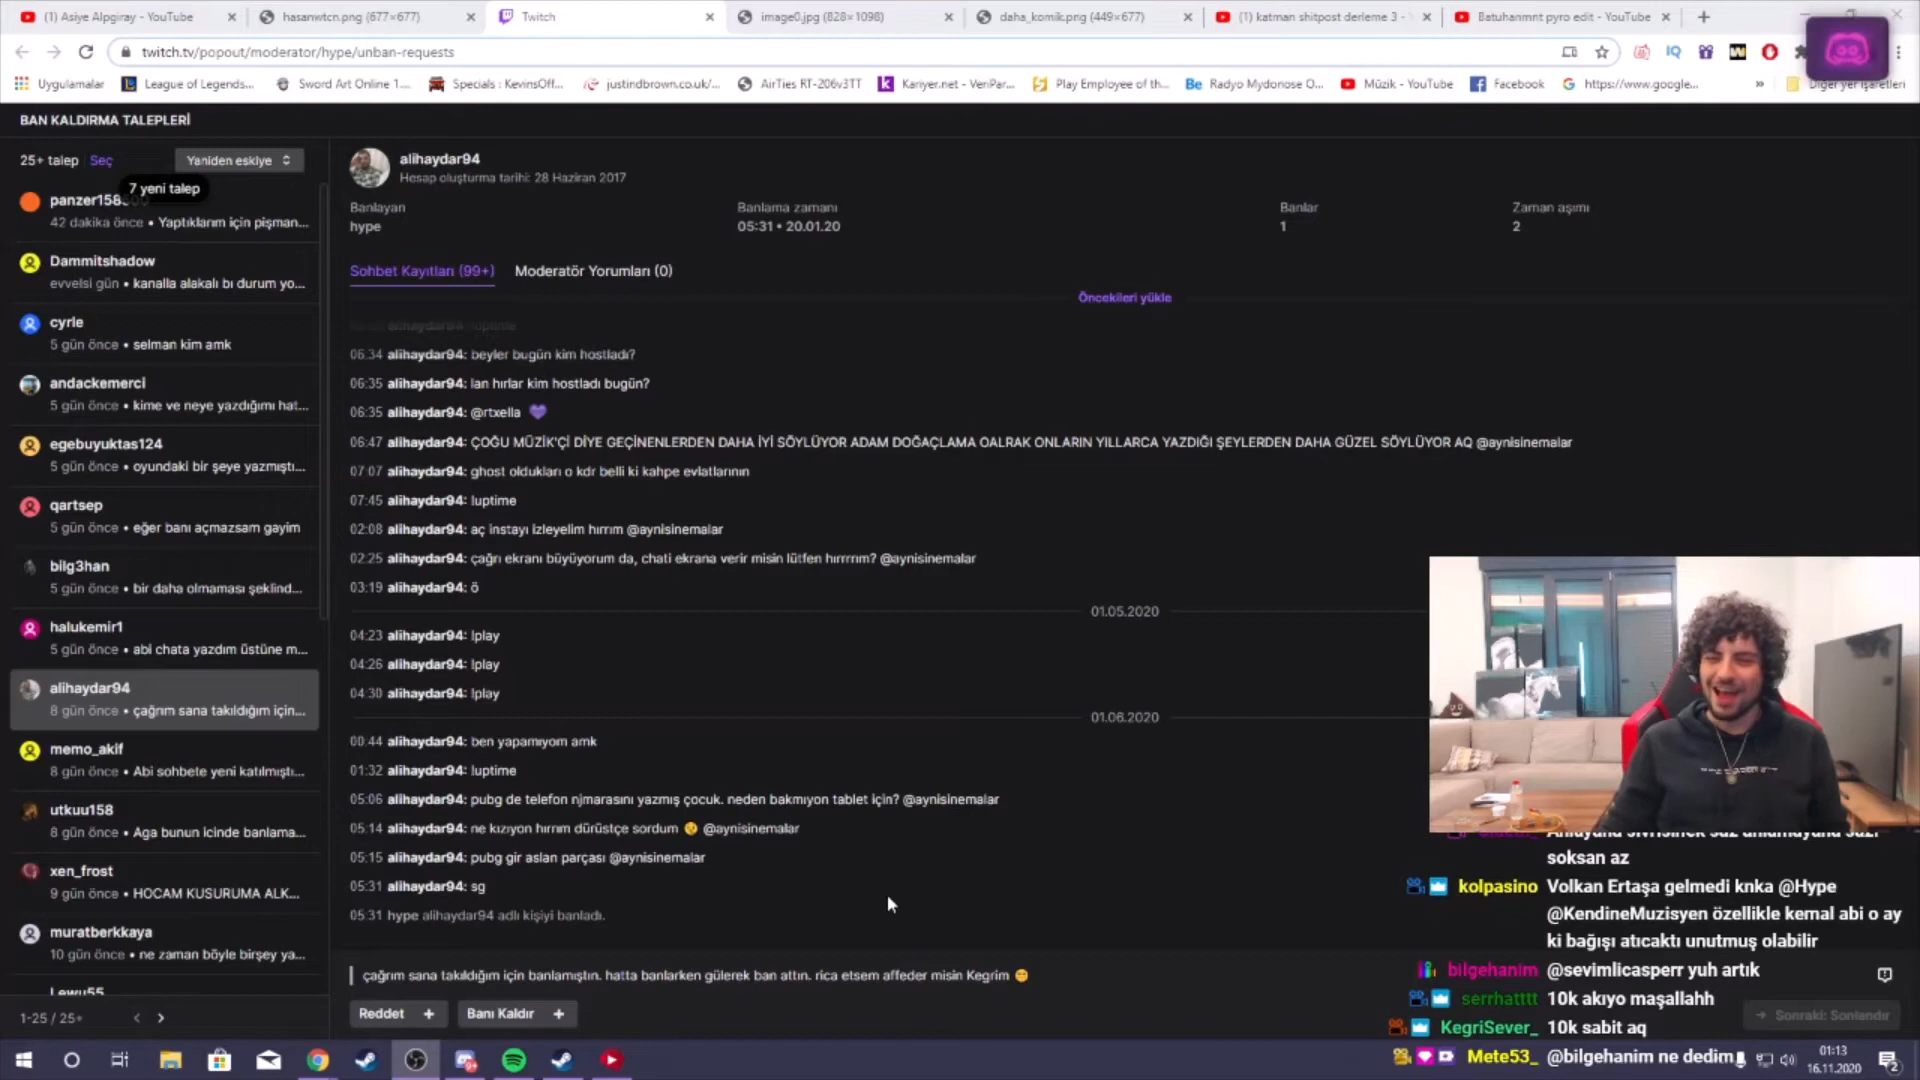 (1) Asiye Alpgiray - YouTube
hasanwtcn.png (677×677)
Twitch
image0.jpg (828×1098)
daha_komik.png (449×677)
(1) katman shitpost derleme 3 -
Batuhanmnt pyro edit - YouTube
twitch.tv/popout/moderator/hype/unban-requests
Uygulamalar
League of Legends...
Sword Art Online 1....
Specials : KevinsOff...
justindbrown.co.uk/...
AirTies RT-206v3TT
Kariyer.net - VeriPar...
Play Employee of th...
Be Radyo Mydonose O...
Müzik - YouTube
Facebook
https://www.google...
Diğer yer işaretleri
BAN KALDIRMA TALEPLERİ
25+ talep Seç
Yeniden eskiye
7 yeni talep
panzer158
42 dakika önce • Yaptıklarım için pişman...
Dammitshadow
evvelsi gün • kanalla alakalı bı durum yo...
cyrle
5 gün önce • selman kim amk
andackemerci
5 gün önce • kime ve neye yazdığımı hat...
egebuyuktas124
5 gün önce • oyundaki bir şeye yazmıştı...
qartsep
5 gün önce • eğer banı açmazsam gayim
bilg3han
5 gün önce • bir daha olmaması şeklind...
halukemir1
5 gün önce • abi chata yazdım üstüne m...
alihaydar94
8 gün önce • çağrım sana takıldığım için...
memo_akif
8 gün önce • Abi sohbete yeni katılmıştı...
utkuu158
8 gün önce • Aga bunun icinde banlama...
xen_frost
9 gün önce • HOCAM KUSURUMA ALK...
muratberkkaya
10 gün önce • ne zaman böyle birşey ya...
Lewu55
1-25 / 25+
alihaydar94
Hesap oluşturma tarihi: 28 Haziran 2017
Banlayan
hype
Banlama zamanı
05:31 • 20.01.20
Banlar
1
Zaman aşımı
2
Sohbet Kayıtları (99+)
Moderatör Yorumları (0)
Öncekileri yükle
alihaydar94: !uptime
06:34 alihaydar94: beyler bugün kim hostladı?
06:35 alihaydar94: lan hırlar kim hostladı bugün?
06:35 alihaydar94: @rtxella
06:47 alihaydar94: ÇOĞU MÜZİK'Çİ DİYE GEÇİNENLERDEN DAHA İYİ SÖYLÜYOR ADAM DOĞAÇLAMA OALRAK ONLARIN YILLARCA YAZDIĞI ŞEYLERDEN DAHA GÜZEL SÖYLÜYOR AQ @aynisinemalar
07:07 alihaydar94: ghost oldukları o kdr belli ki kahpe evlatlarının
07:45 alihaydar94: !uptime
02:08 alihaydar94: aç instayı izleyelim hırrım @aynisinemalar
02:25 alihaydar94: çağrı ekranı büyüyorum da, chati ekrana verir misin lütfen hırrrrım? @aynisinemalar
03:19 alihaydar94: ö
01.05.2020
04:23 alihaydar94: !play
04:26 alihaydar94: !play
04:30 alihaydar94: !play
01.06.2020
00:44 alihaydar94: ben yapamıyom amk
01:32 alihaydar94: !uptime
05:06 alihaydar94: pubg de telefon njmarasını yazmış çocuk. neden bakmıyon tablet için? @aynisinemalar
05:14 alihaydar94: ne kızıyon hırrım dürüstçe sordum @aynisinemalar
05:15 alihaydar94: pubg gir aslan parçası @aynisinemalar
05:31 alihaydar94: sg
05:31 hype alihaydar94 adlı kişiyi banladı.
çağrım sana takıldığım için banlamıştın. hatta banlarken gülerek ban attın. rica etsem affeder misin Kegrim
Reddet +
Banı Kaldır +
Sonraki: Sonlandır
Anlayana sivrisinek saz anlamayana sazı
soksan az
kolpasino Volkan Ertaşa gelmedi knka @Hype
@KendineMuzisyen özellikle kemal abi o ay
ki bağışı atıcaktı unutmuş olabilir
bilgehanim @sevimlicasperr yuh artık
serrhatttt 10k akıyo maşallahh
KegriSever_ 10k sabit aq
Mete53_ @bilgehanim ne dedim
01:13
16.11.2020
2